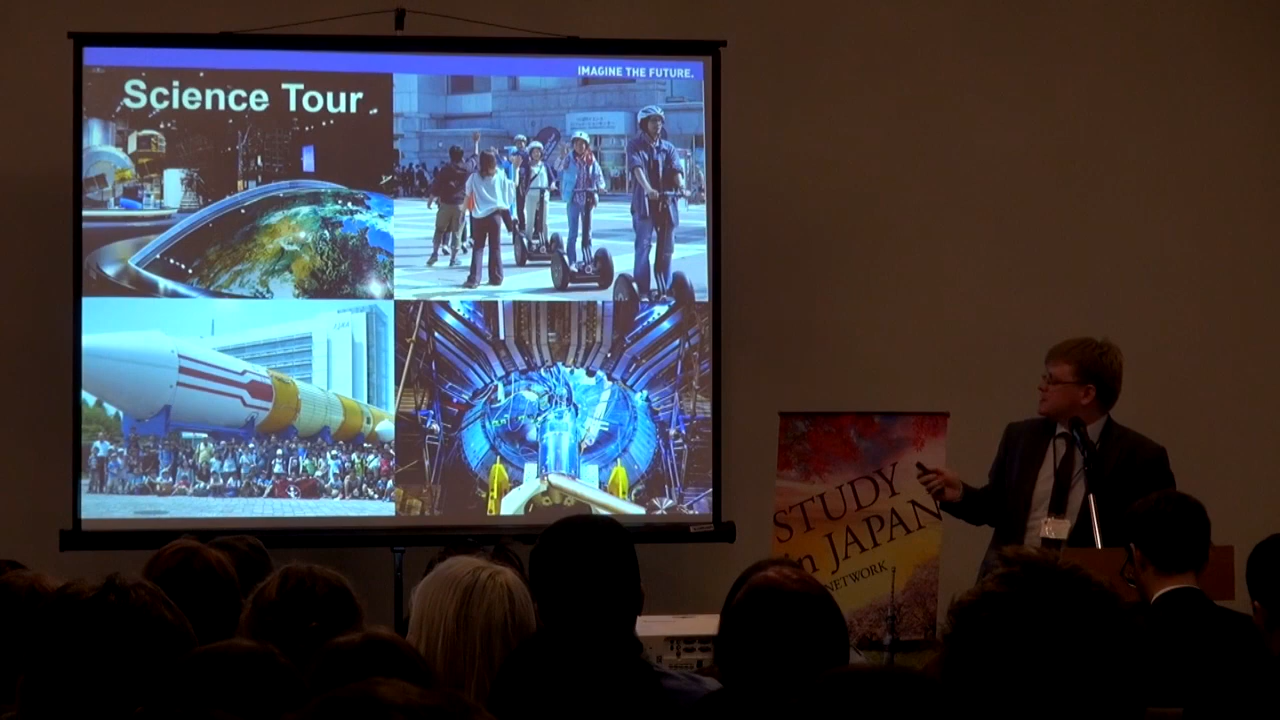 IMAGINE THE FUTURE.
Science Tour
STUDY
in JAPAN
NETWORK